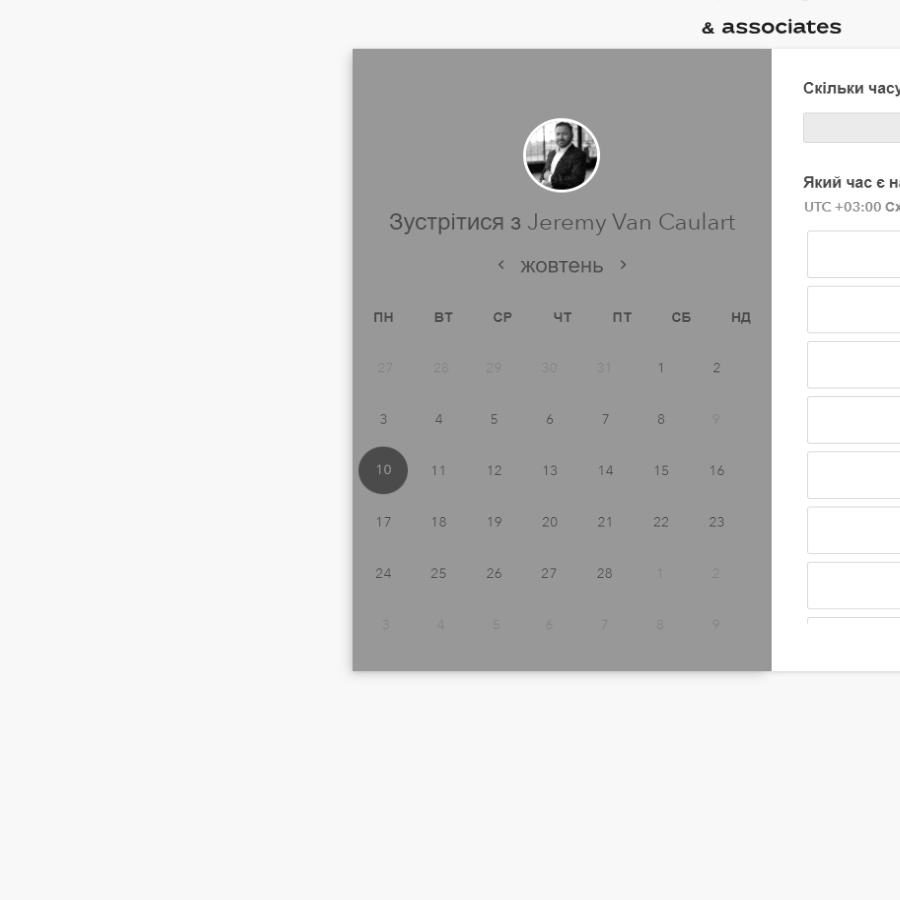 & associates
Зустрітися з Jeremy Van Caulart
жовтень
ПН ВТ СР ЧТ ПТ СБ НД
27 28 29 30 31 1 2
3 4 5 6 7 8 9
10 11 12 13 14 15 16
17 18 19 20 21 22 23
24 25 26 27 28 1 2
3 4 5 6 7 8 9
Скільки часу
Який час є
UTC +03:00